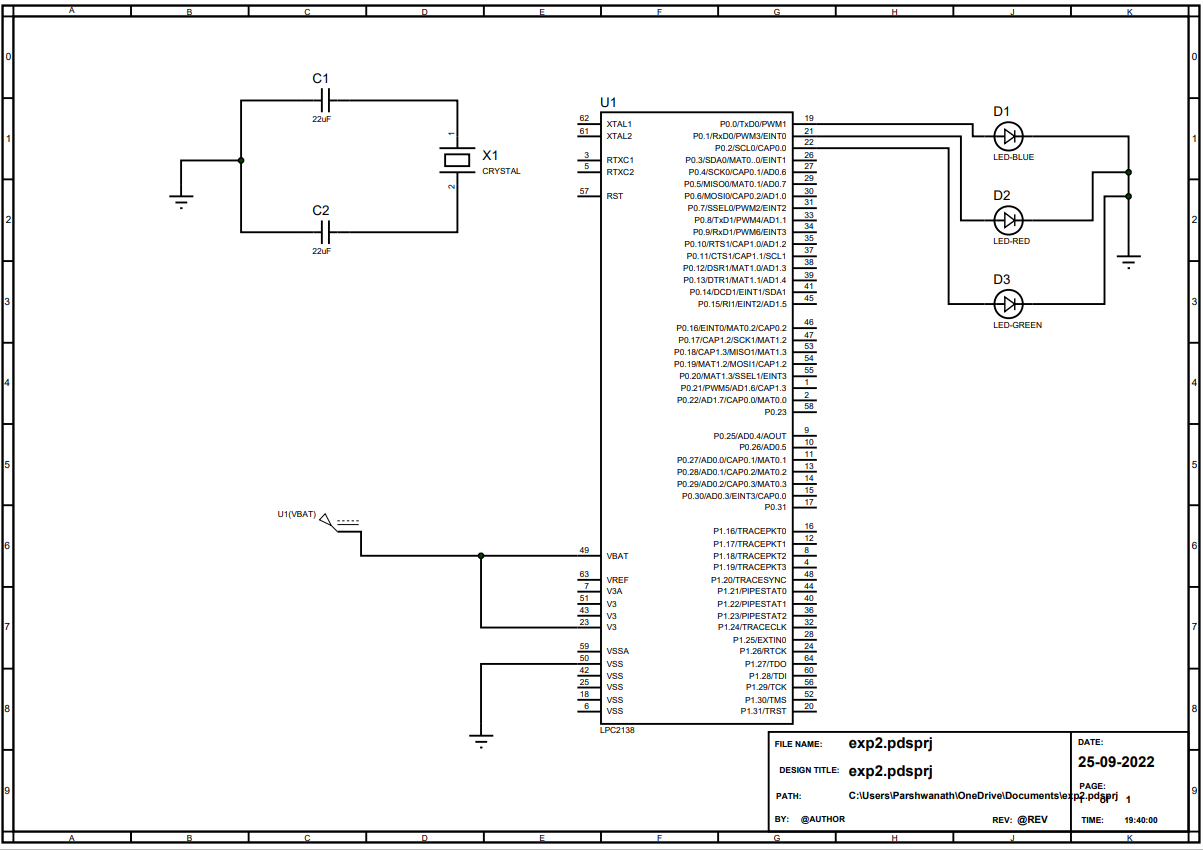 A B C D E F G H J K
0 0
1 1
2 2
3 3
4 4
5 5
6 6
7 7
8 8
9 9
C1
22uF
1
X1
CRYSTAL
2
C2
22uF
U1
62 XTAL1
61 XTAL2
3 RTXC1
5 RTXC2
57 RST
U1(VBAT)
49 VBAT
63 VREF
7 V3A
51 V3
43 V3
23 V3
59 VSSA
50 VSS
42 VSS
25 VSS
18 VSS
6 VSS
P0.0/TxD0/PWM1 19
P0.1/RxD0/PWM3/EINT0 21
P0.2/SCL0/CAP0.0 22
P0.3/SDA0/MAT0..0/EINT1 26
P0.4/SCK0/CAP0.1/AD0.6 27
P0.5/MISO0/MAT0.1/AD0.7 29
P0.6/MOSI0/CAP0.2/AD1.0 30
P0.7/SSEL0/PWM2/EINT2 31
P0.8/TxD1/PWM4/AD1.1 33
P0.9/RxD1/PWM6/EINT3 34
P0.10/RTS1/CAP1.0/AD1.2 35
P0.11/CTS1/CAP1.1/SCL1 37
P0.12/DSR1/MAT1.0/AD1.3 38
P0.13/DTR1/MAT1.1/AD1.4 39
P0.14/DCD1/EINT1/SDA1 41
P0.15/RI1/EINT2/AD1.5 45
P0.16/EINT0/MAT0.2/CAP0.2 46
P0.17/CAP1.2/SCK1/MAT1.2 47
P0.18/CAP1.3/MISO1/MAT1.3 53
P0.19/MAT1.2/MOSI1/CAP1.2 54
P0.20/MAT1.3/SSEL1/EINT3 55
P0.21/PWM5/AD1.6/CAP1.3 1
P0.22/AD1.7/CAP0.0/MAT0.0 2
P0.23 58
P0.25/AD0.4/AOUT 9
P0.26/AD0.5 10
P0.27/AD0.0/CAP0.1/MAT0.1 11
P0.28/AD0.1/CAP0.2/MAT0.2 13
P0.29/AD0.2/CAP0.3/MAT0.3 14
P0.30/AD0.3/EINT3/CAP0.0 15
P0.31 17
P1.16/TRACEPKT0 16
P1.17/TRACEPKT1 12
P1.18/TRACEPKT2 8
P1.19/TRACEPKT3 4
P1.20/TRACESYNC 48
P1.21/PIPESTAT0 44
P1.22/PIPESTAT1 40
P1.23/PIPESTAT2 36
P1.24/TRACECLK 32
P1.25/EXTIN0 28
P1.26/RTCK 24
P1.27/TDO 64
P1.28/TDI 60
P1.29/TCK 56
P1.30/TMS 52
P1.31/TRST 20
LPC2138
D1
LED-BLUE
D2
LED-RED
D3
LED-GREEN
FILE NAME: exp2.pdsprj
DESIGN TITLE: exp2.pdsprj
PATH: C:\Users\Parshwanath\OneDrive\Documents\exp2.pdsprj
BY: @AUTHOR REV: @REV
DATE:
25-09-2022
PAGE:
1 of 1
TIME: 19:40:00
A B C D E F G H J K